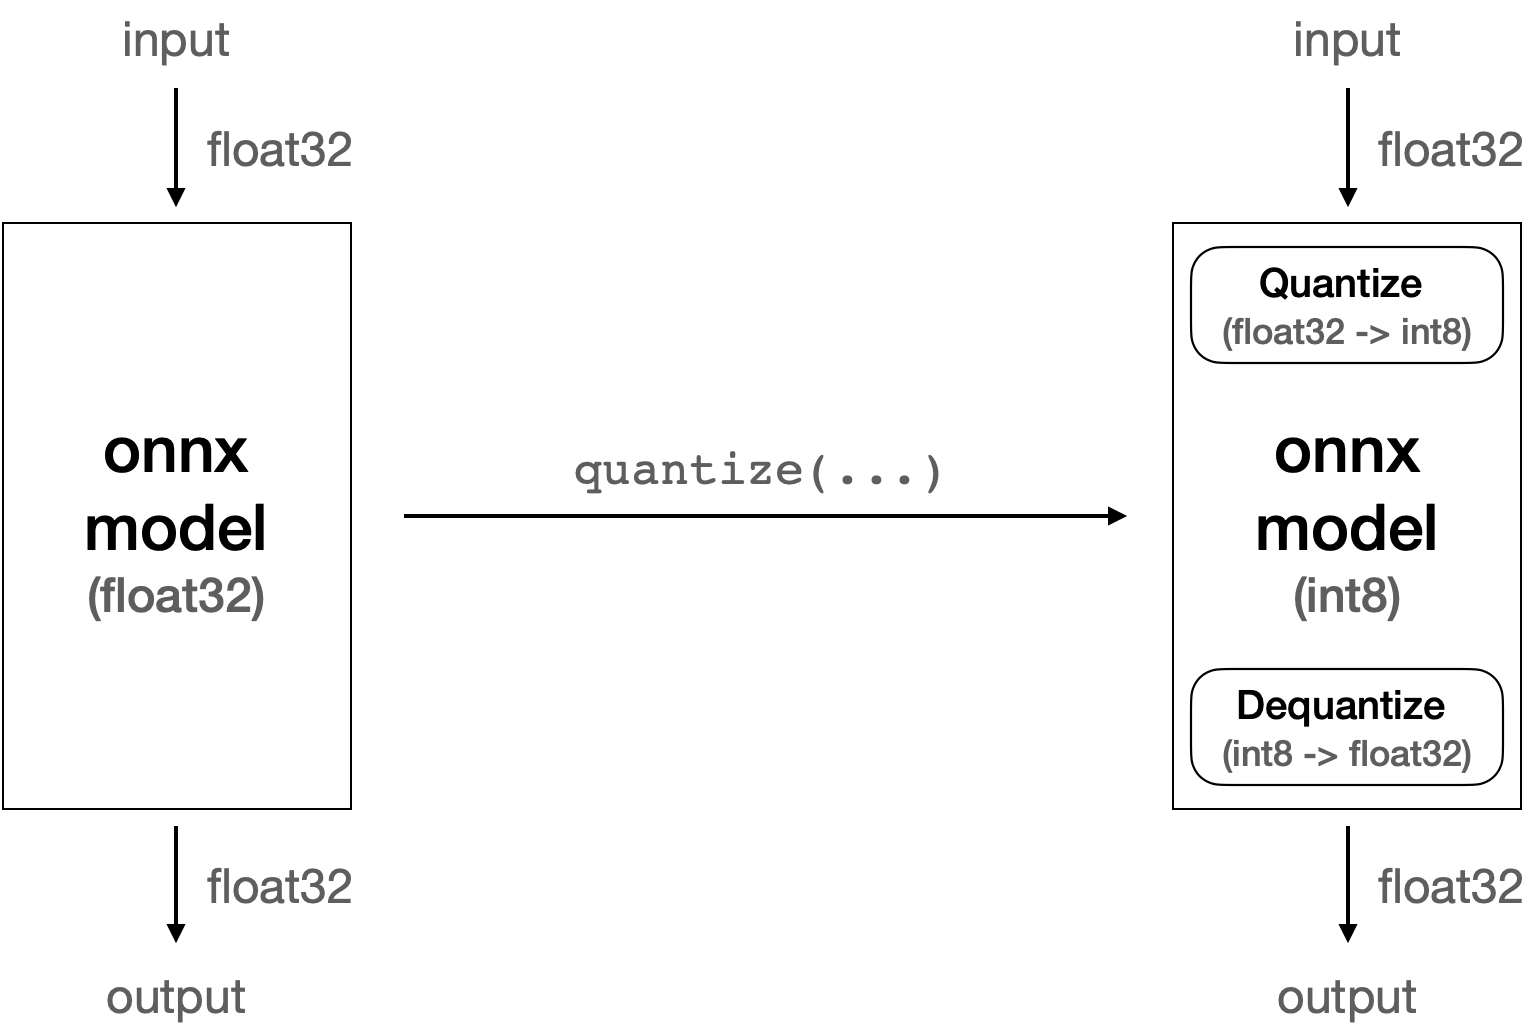 input
float32
onnx
model
(float32)
float32
output
quantize(...)
input
float32
Quantize
(float32 -> int8)
onnx
model
(int8)
Dequantize
(int8 -> float32)
float32
output